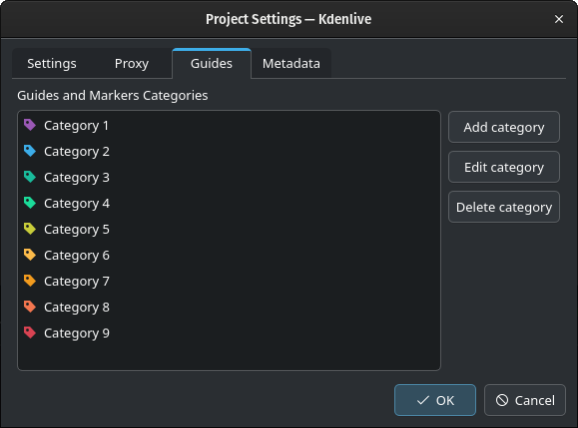 Project Settings — Kdenlive
Settings
Proxy
Guides
Metadata
Guides and Markers Categories
Category 1
Category 2
Category 3
Category 4
Category 5
Category 6
Category 7
Category 8
Category 9
Add category
Edit category
Delete category
OK
Cancel